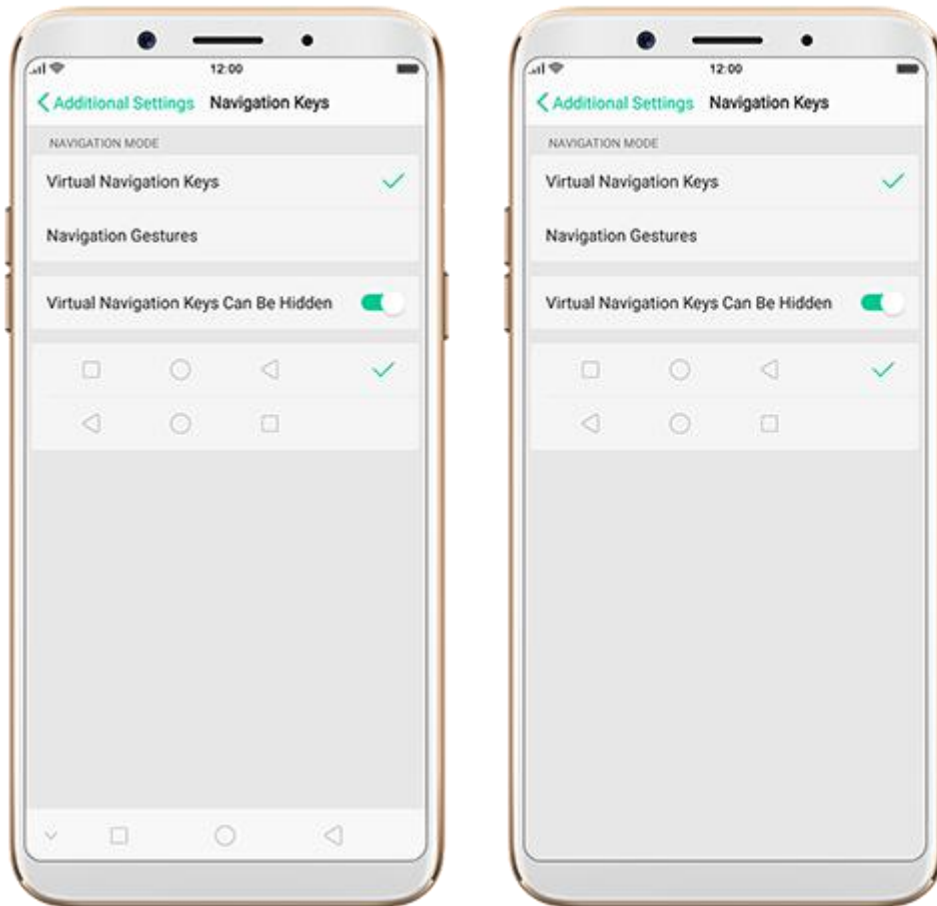 12:00
Additional Settings Navigation Keys
NAVIGATION MODE
Virtual Navigation Keys
Navigation Gestures
Virtual Navigation Keys Can Be Hidden
12:00
Additional Settings Navigation Keys
NAVIGATION MODE
Virtual Navigation Keys
Navigation Gestures
Virtual Navigation Keys Can Be Hidden